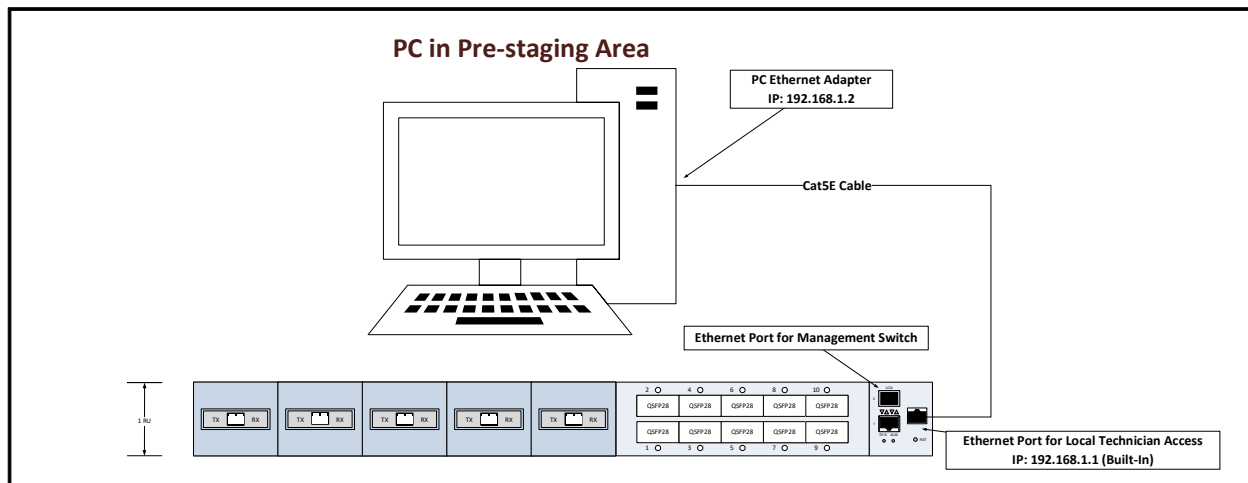 PC in Pre-staging Area
PC Ethernet Adapter
IP: 192.168.1.2
Cat5E Cable
Ethernet Port for Management Switch
1 RU
TX RX
TX RX
TX RX
TX RX
TX RX
2 4 6 8 10
QSFP28 QSFP28 QSFP28 QSFP28 QSFP28
QSFP28 QSFP28 QSFP28 QSFP28 QSFP28
1 3 5 7 9
RST
Ethernet Port for Local Technician Access
IP: 192.168.1.1 (Built-In)